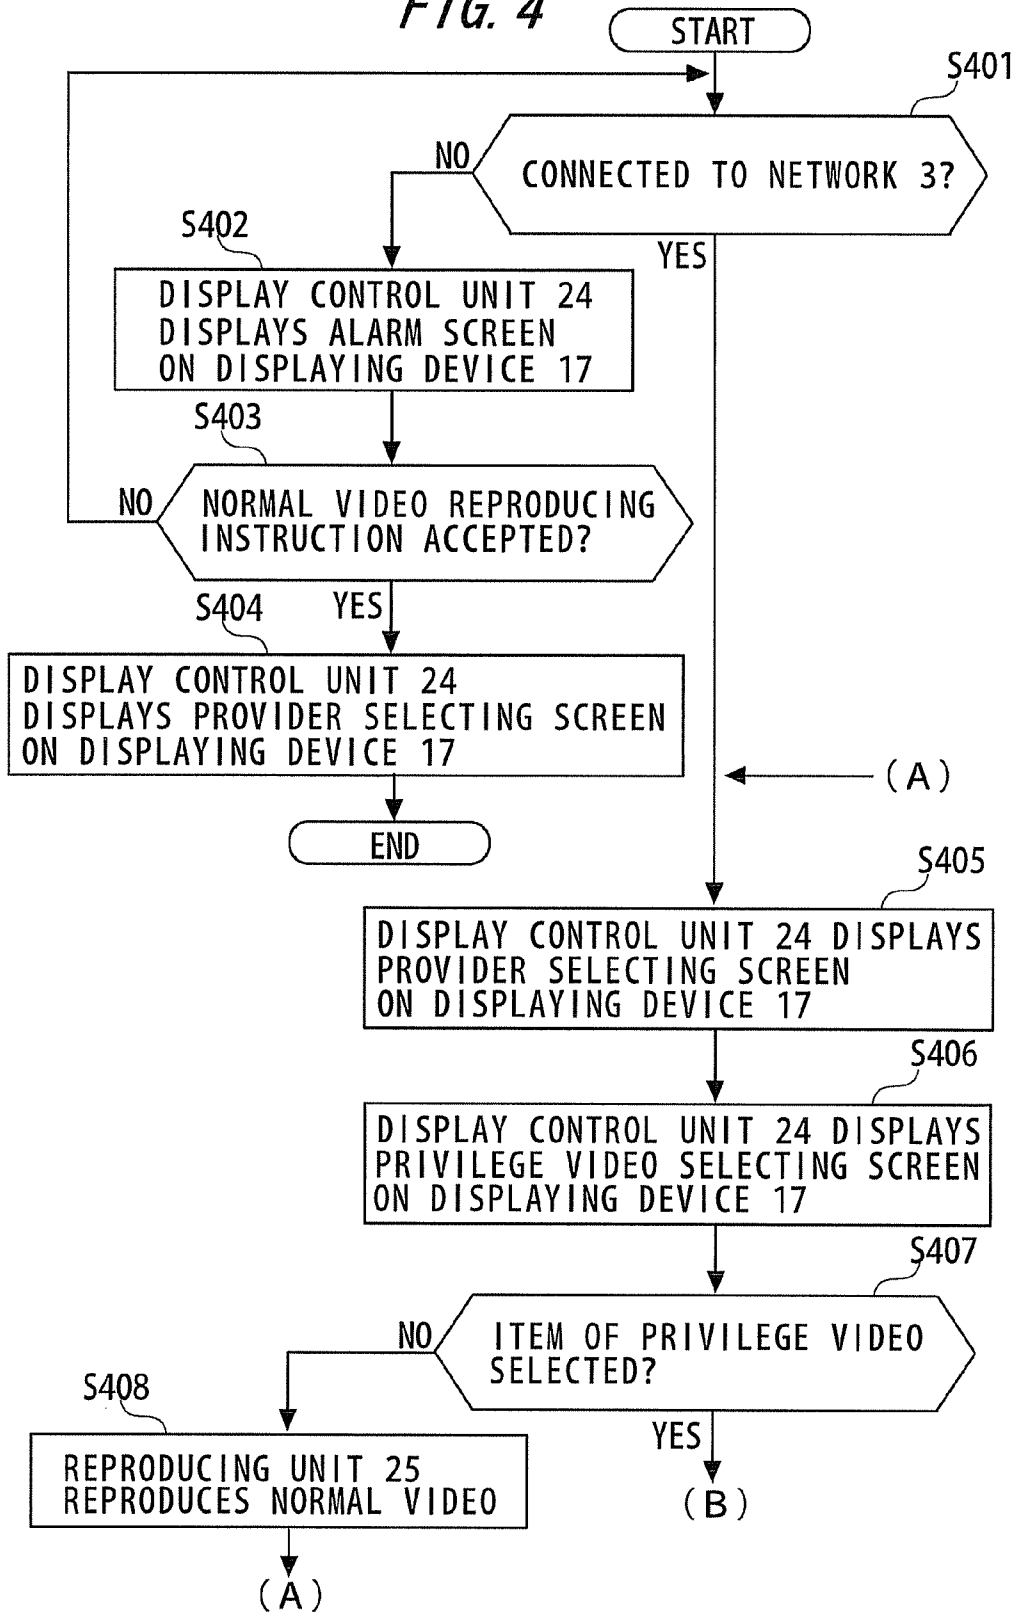 FIG. 4
START
S401
CONNECTED TO NETWORK 3?
NO
YES
S402
DISPLAY CONTROL UNIT 24
DISPLAYS ALARM SCREEN
ON DISPLAYING DEVICE 17
S403
NORMAL VIDEO REPRODUCING
INSTRUCTION ACCEPTED?
NO
YES
S404
DISPLAY CONTROL UNIT 24
DISPLAYS PROVIDER SELECTING SCREEN
ON DISPLAYING DEVICE 17
END
(A)
S405
DISPLAY CONTROL UNIT 24 DISPLAYS
PROVIDER SELECTING SCREEN
ON DISPLAYING DEVICE 17
S406
DISPLAY CONTROL UNIT 24 DISPLAYS
PRIVILEGE VIDEO SELECTING SCREEN
ON DISPLAYING DEVICE 17
S407
ITEM OF PRIVILEGE VIDEO
SELECTED?
NO
YES
(B)
S408
REPRODUCING UNIT 25
REPRODUCES NORMAL VIDEO
(A)